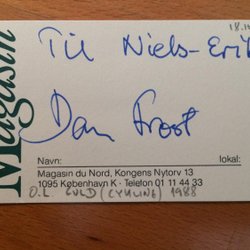 Magasin
18.10
Til Niels-Erik
Dan Frost
Navn: lokal:
Magasin du Nord, Kongens Nytorv 13
1095 København K · Telefon 01 11 44 33
O.L GULD (CYKLING) 1988